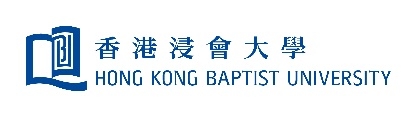 香港浸會大學
HONG KONG BAPTIST UNIVERSITY